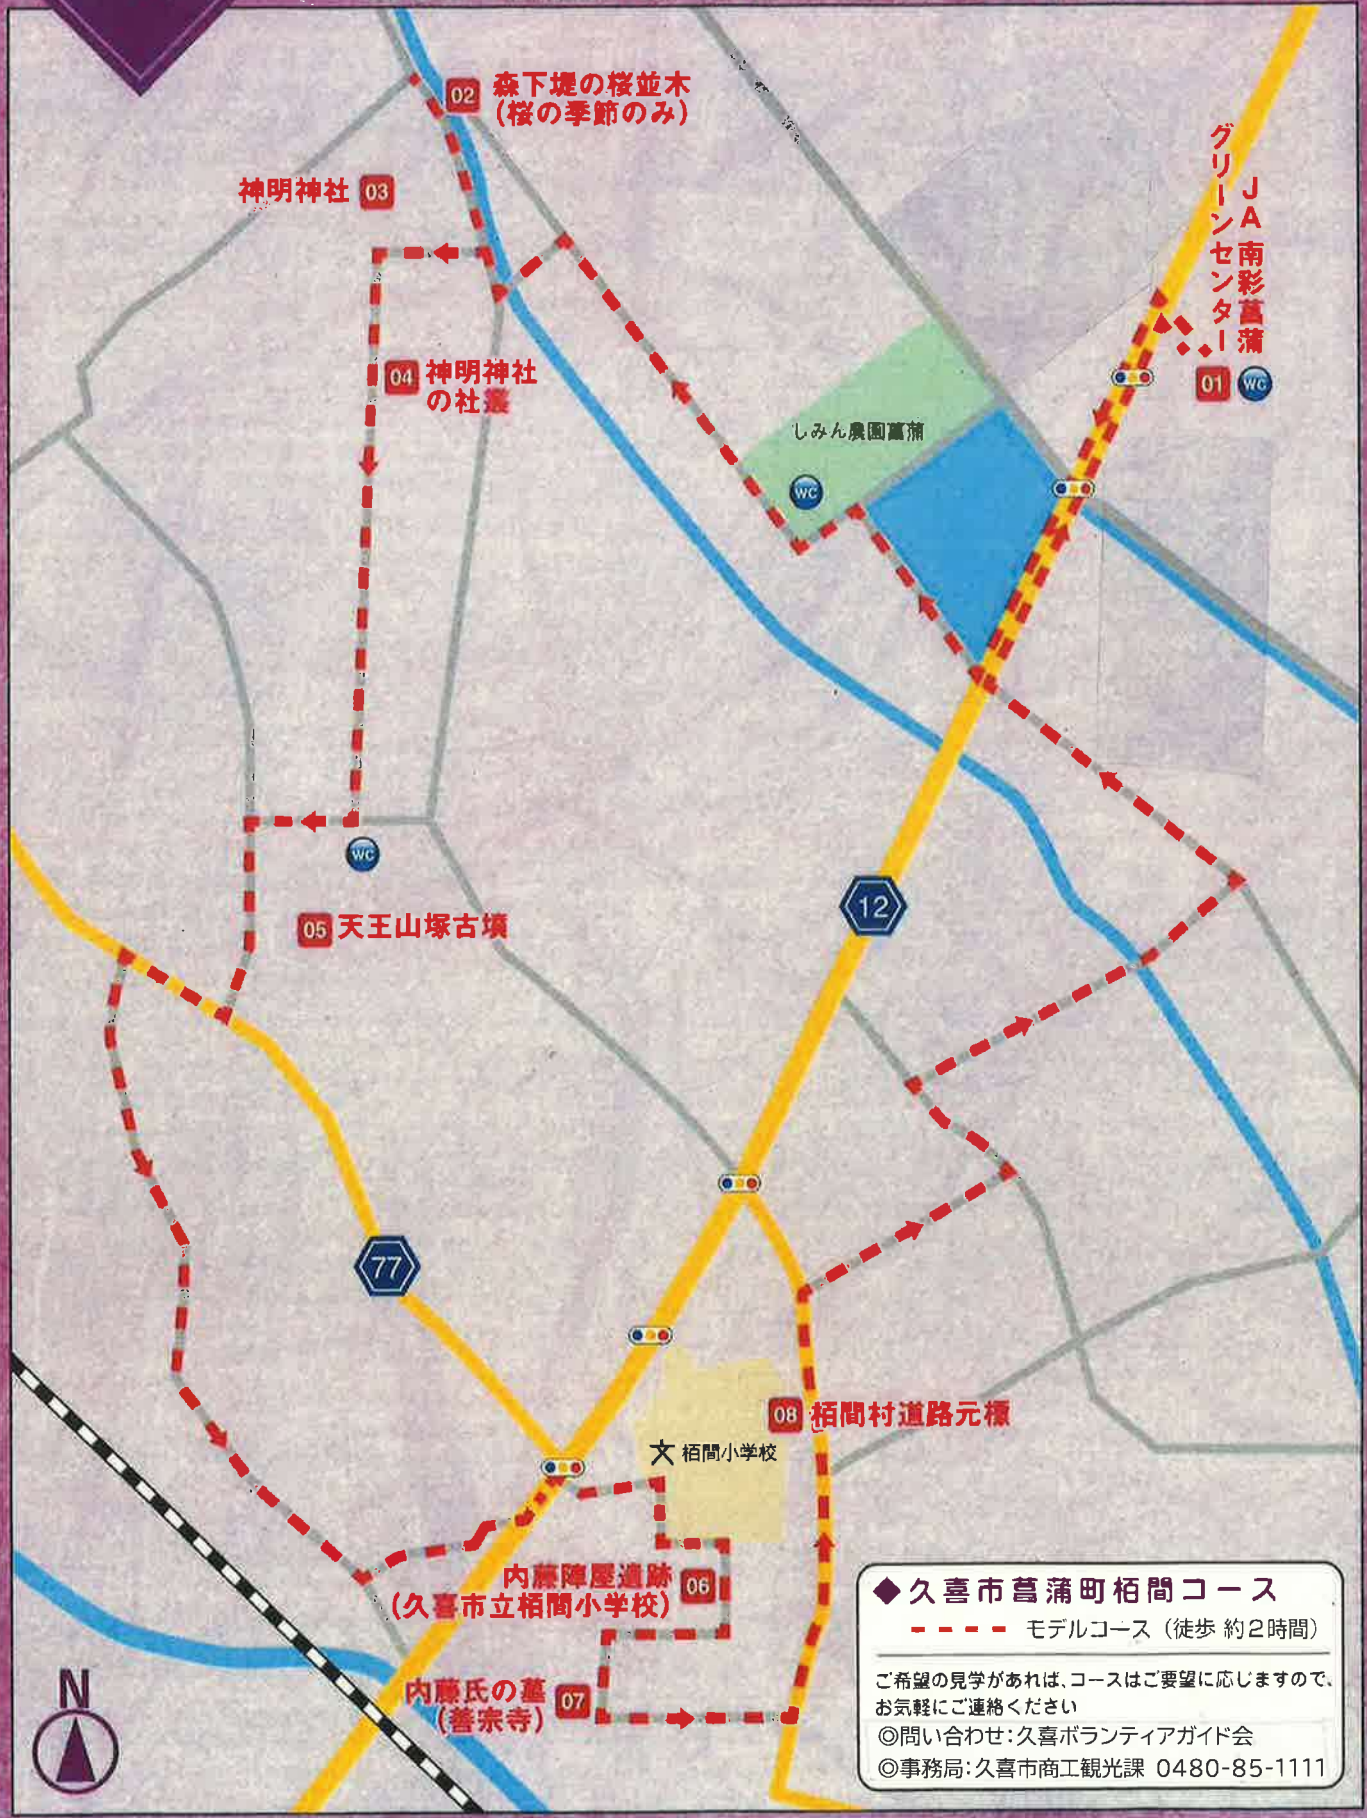 02
森下堤の桜並木
(桜の季節のみ)
神明神社
03
04
神明神社
の社叢
グリーンセンター
JA南彩菖蒲
01
WC
しみん農園菖蒲
WC
WC
05
天王山塚古墳
12
77
08
栢間村道路元標
文
栢間小学校
内藤陣屋遺跡
(久喜市立栢間小学校)
06
内藤氏の墓
(善宗寺)
07
N
◆久喜市菖蒲町栢間コース
モデルコース（徒歩 約2時間）
ご希望の見学があれば、コースはご要望に応じますので、
お気軽にご連絡ください
◎問い合わせ:久喜ボランティアガイド会
◎事務局:久喜市商工観光課 0480-85-1111